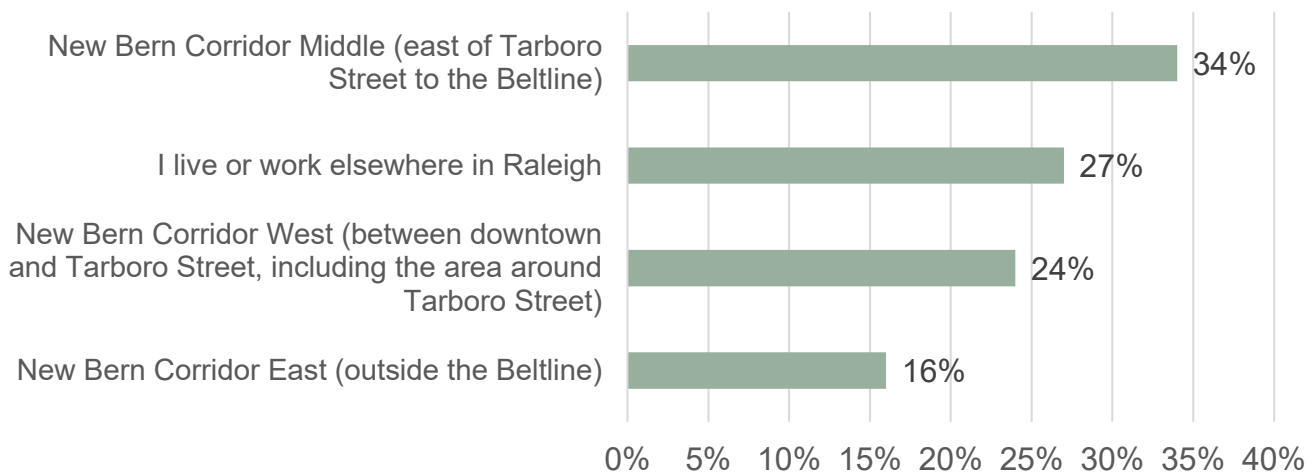 New Bern Corridor Middle (east of Tarboro
Street to the Beltline)
34%
I live or work elsewhere in Raleigh
27%
New Bern Corridor West (between downtown
and Tarboro Street, including the area around
Tarboro Street)
24%
New Bern Corridor East (outside the Beltline)
16%
0% 5% 10% 15% 20% 25% 30% 35% 40%